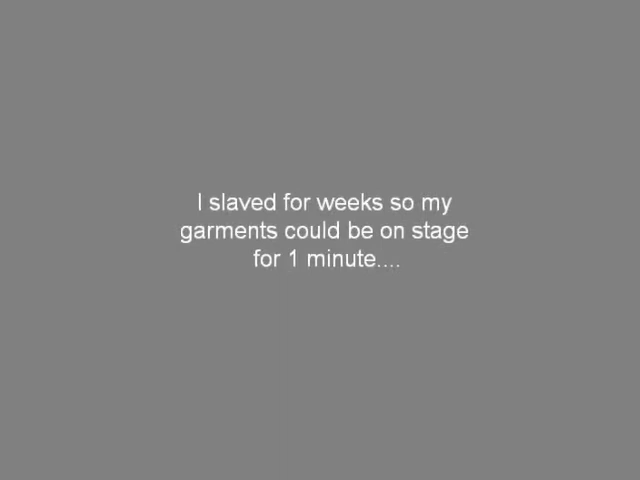 I slaved for weeks so my
garments could be on stage
for 1 minute....